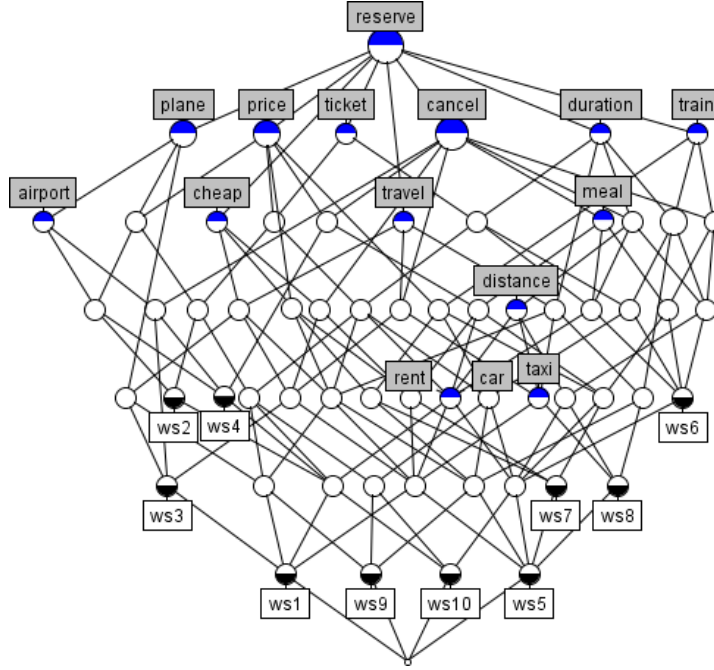 reserve
plane
price
ticket
cancel
duration
train
airport
cheap
travel
meal
distance
rent
car
taxi
ws2
ws4
ws6
ws3
ws7
ws8
ws1
ws9
ws10
ws5